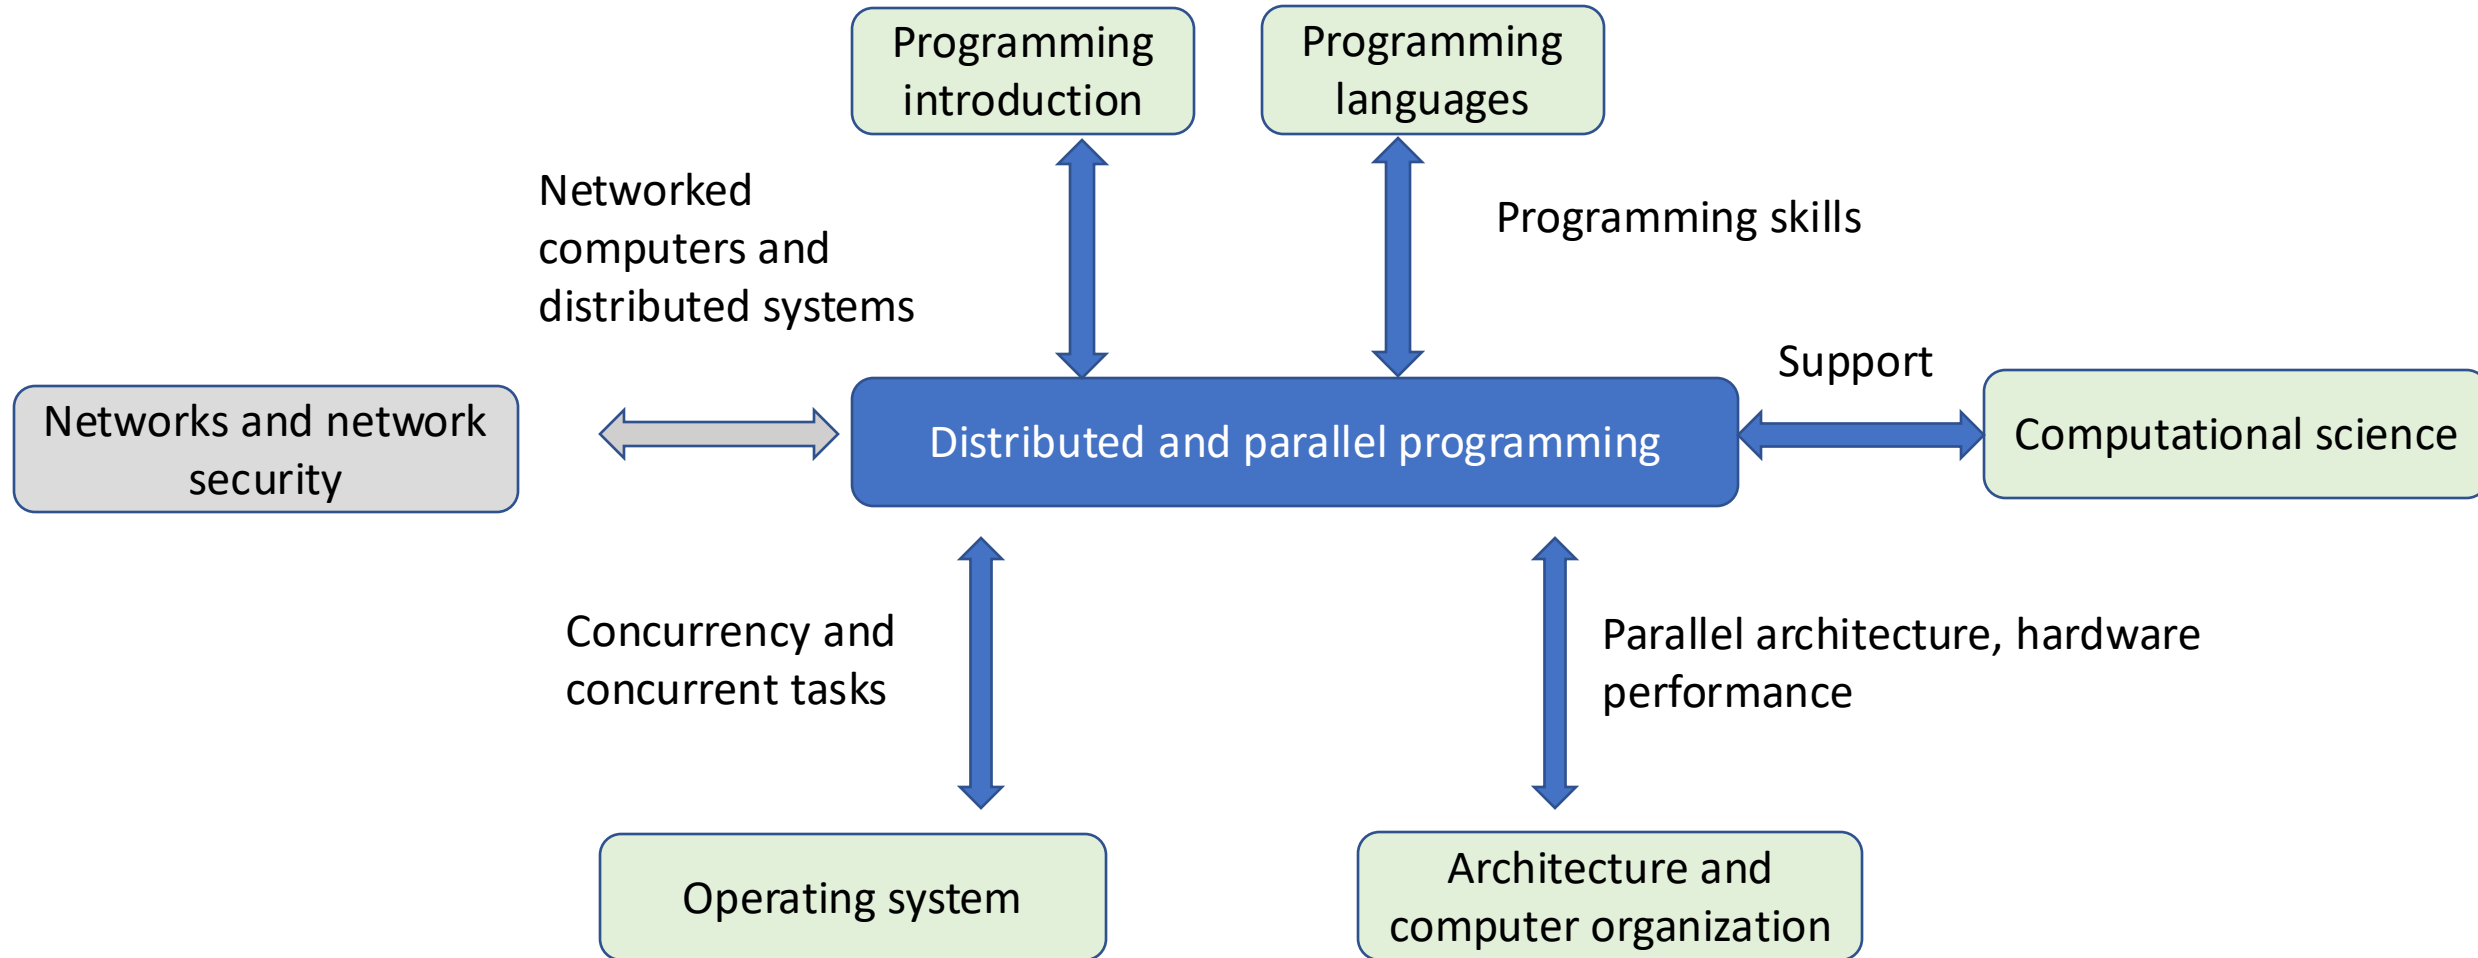 Programming
introduction
Programming
languages
Networked
computers and
distributed systems
Programming skills
Support
Networks and network
security
Distributed and parallel programming
Computational science
Concurrency and
concurrent tasks
Parallel architecture, hardware
performance
Operating system
Architecture and
computer organization